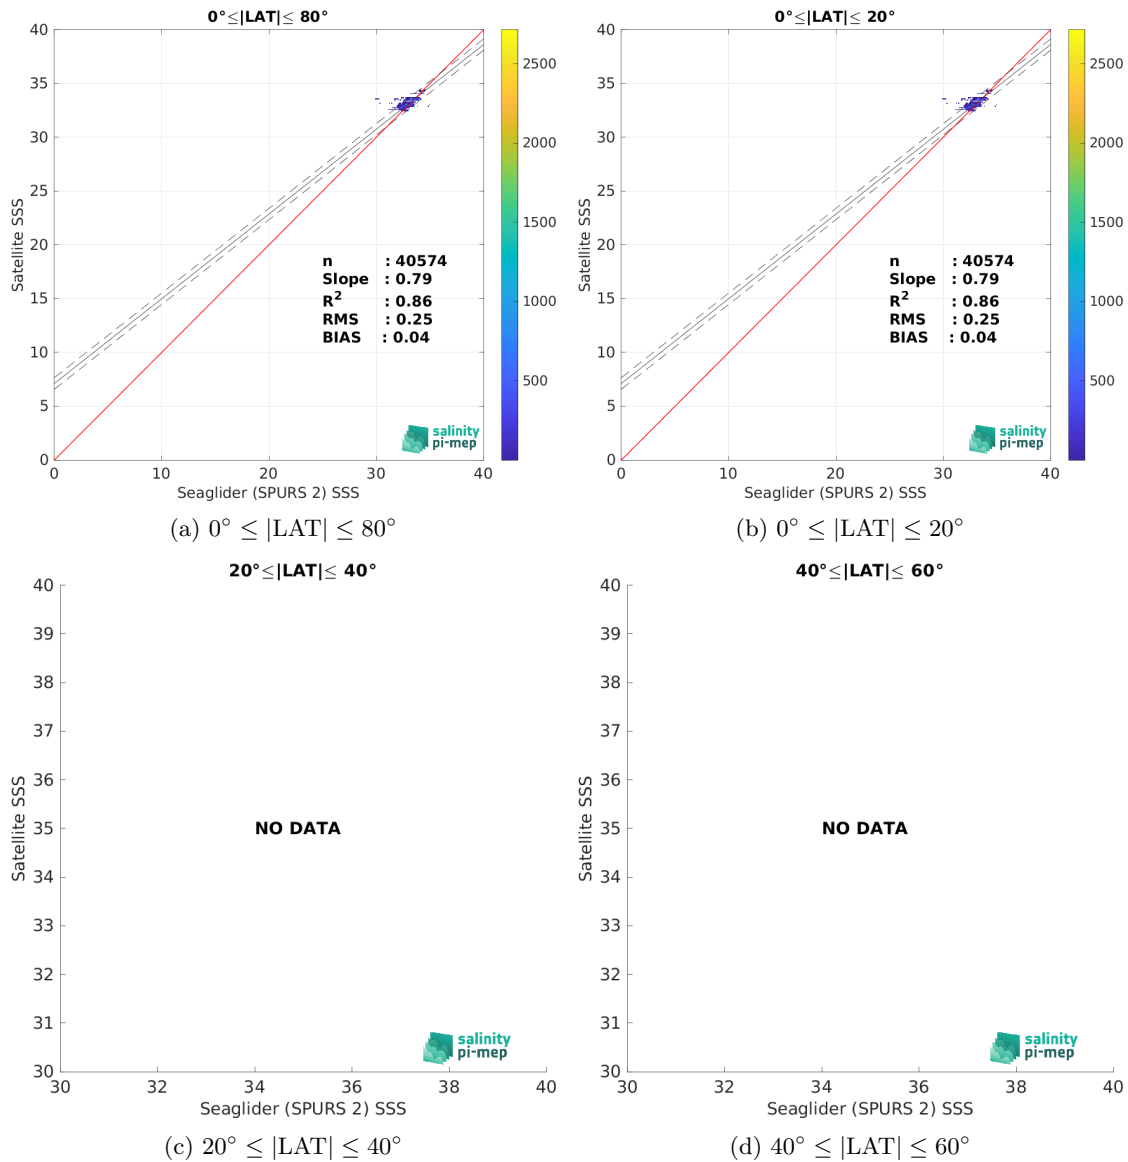 0°≤|LAT|≤ 80°
40
35
30
25
20
15
10
5
0
0 10 20 30 40
Satellite SSS
Seaglider (SPURS 2) SSS
2500
2000
1500
1000
500
n : 40574
Slope : 0.79
R² : 0.86
RMS : 0.25
BIAS : 0.04
salinity
pi-mep
(a) 0° ≤ |LAT| ≤ 80°
0°≤|LAT|≤ 20°
40
35
30
25
20
15
10
5
0
0 10 20 30 40
Satellite SSS
Seaglider (SPURS 2) SSS
2500
2000
1500
1000
500
n : 40574
Slope : 0.79
R² : 0.86
RMS : 0.25
BIAS : 0.04
salinity
pi-mep
(b) 0° ≤ |LAT| ≤ 20°
20°≤|LAT|≤ 40°
40
39
38
37
36
35
34
33
32
31
30
30 32 34 36 38 40
Satellite SSS
NO DATA
Seaglider (SPURS 2) SSS
salinity
pi-mep
(c) 20° ≤ |LAT| ≤ 40°
40°≤|LAT|≤ 60°
40
39
38
37
36
35
34
33
32
31
30
30 32 34 36 38 40
Satellite SSS
NO DATA
Seaglider (SPURS 2) SSS
salinity
pi-mep
(d) 40° ≤ |LAT| ≤ 60°